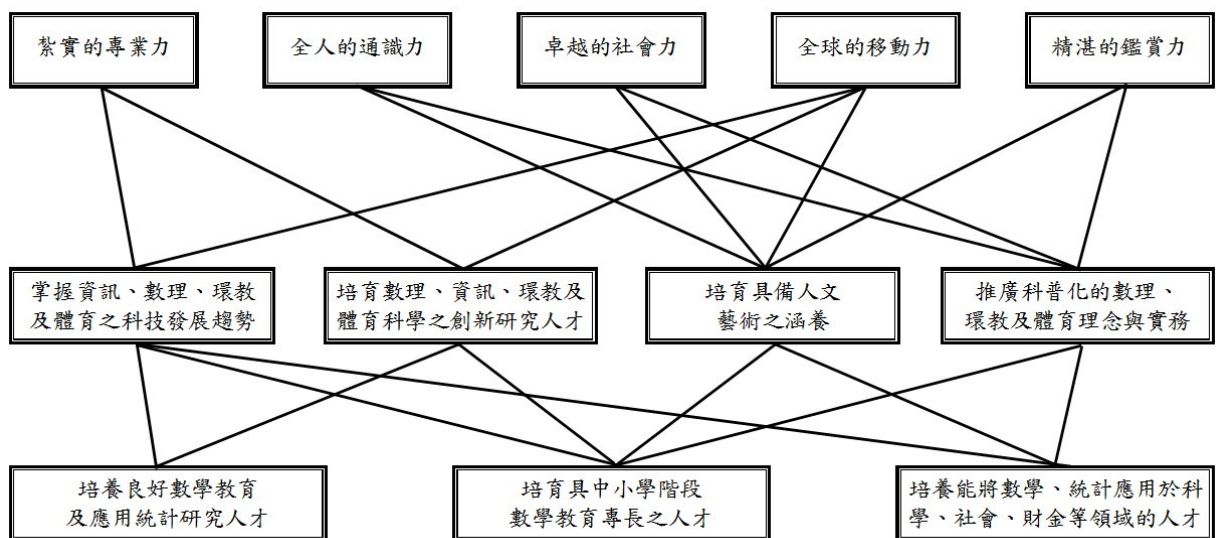 紮實的專業力
全人的通識力
卓越的社會力
全球的移動力
精湛的鑑賞力
掌握資訊、數理、環教
及體育之科技發展趨勢
培育數理、資訊、環教及
體育科學之創新研究人才
培育具備人文
藝術之涵養
推廣科普化的數理、
環教及體育理念與實務
培養良好數學教育
及應用統計研究人才
培育具中小學階段
數學教育專長之人才
培養能將數學、統計應用於科
學、社會、財金等領域的人才